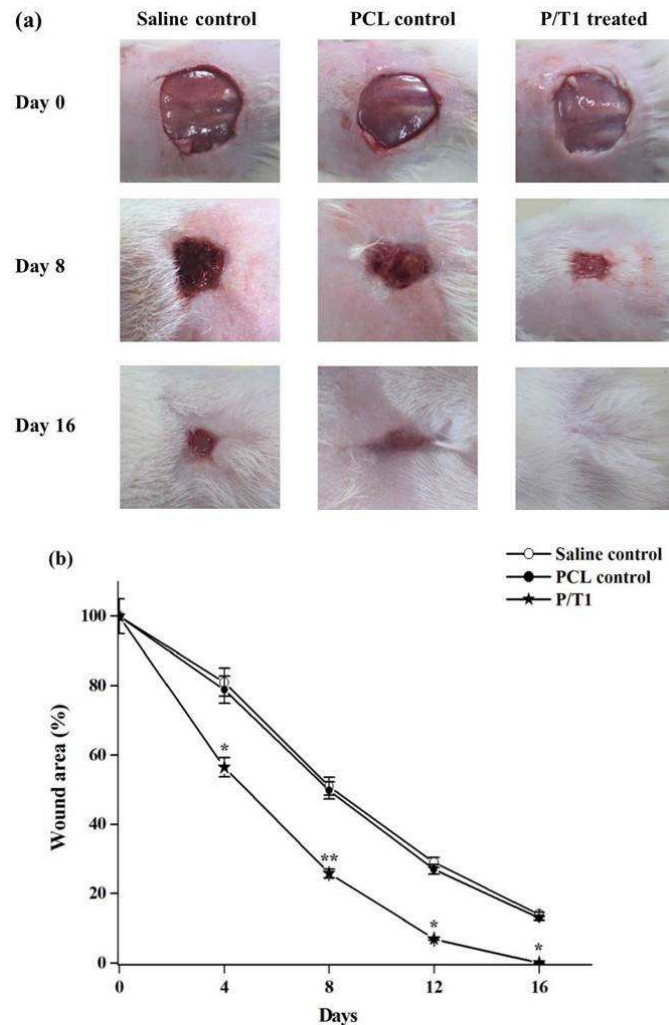 (a) Saline control PCL control P/T1 treated
Day 0
Day 8
Day 16
(b)
Saline control
PCL control
P/T1
100
80
60
40
20
0
Wound area (%)
*
**
*
*
0 4 8 12 16
Days